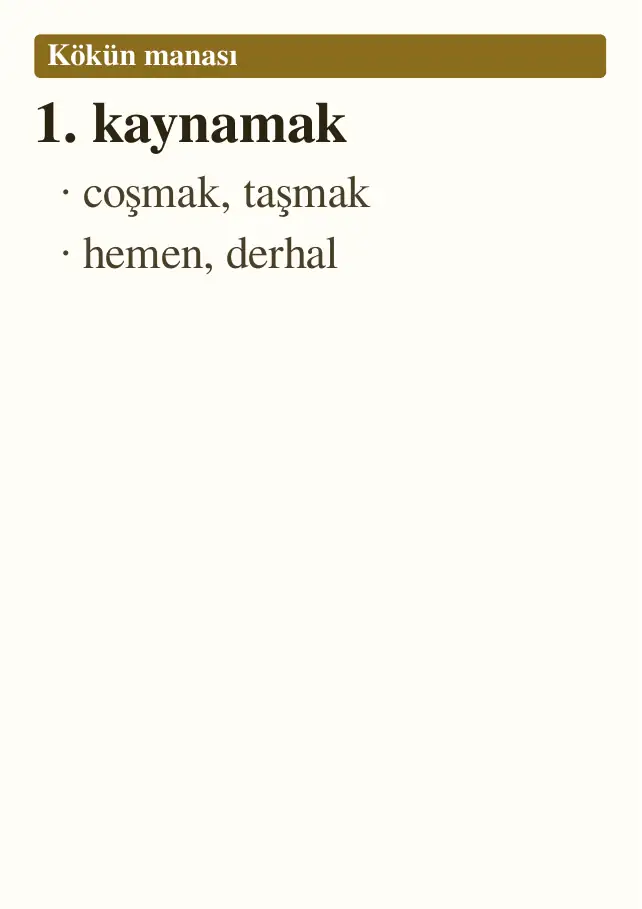 Kökün manası
1. kaynamak
· coşmak, taşmak
· hemen, derhal